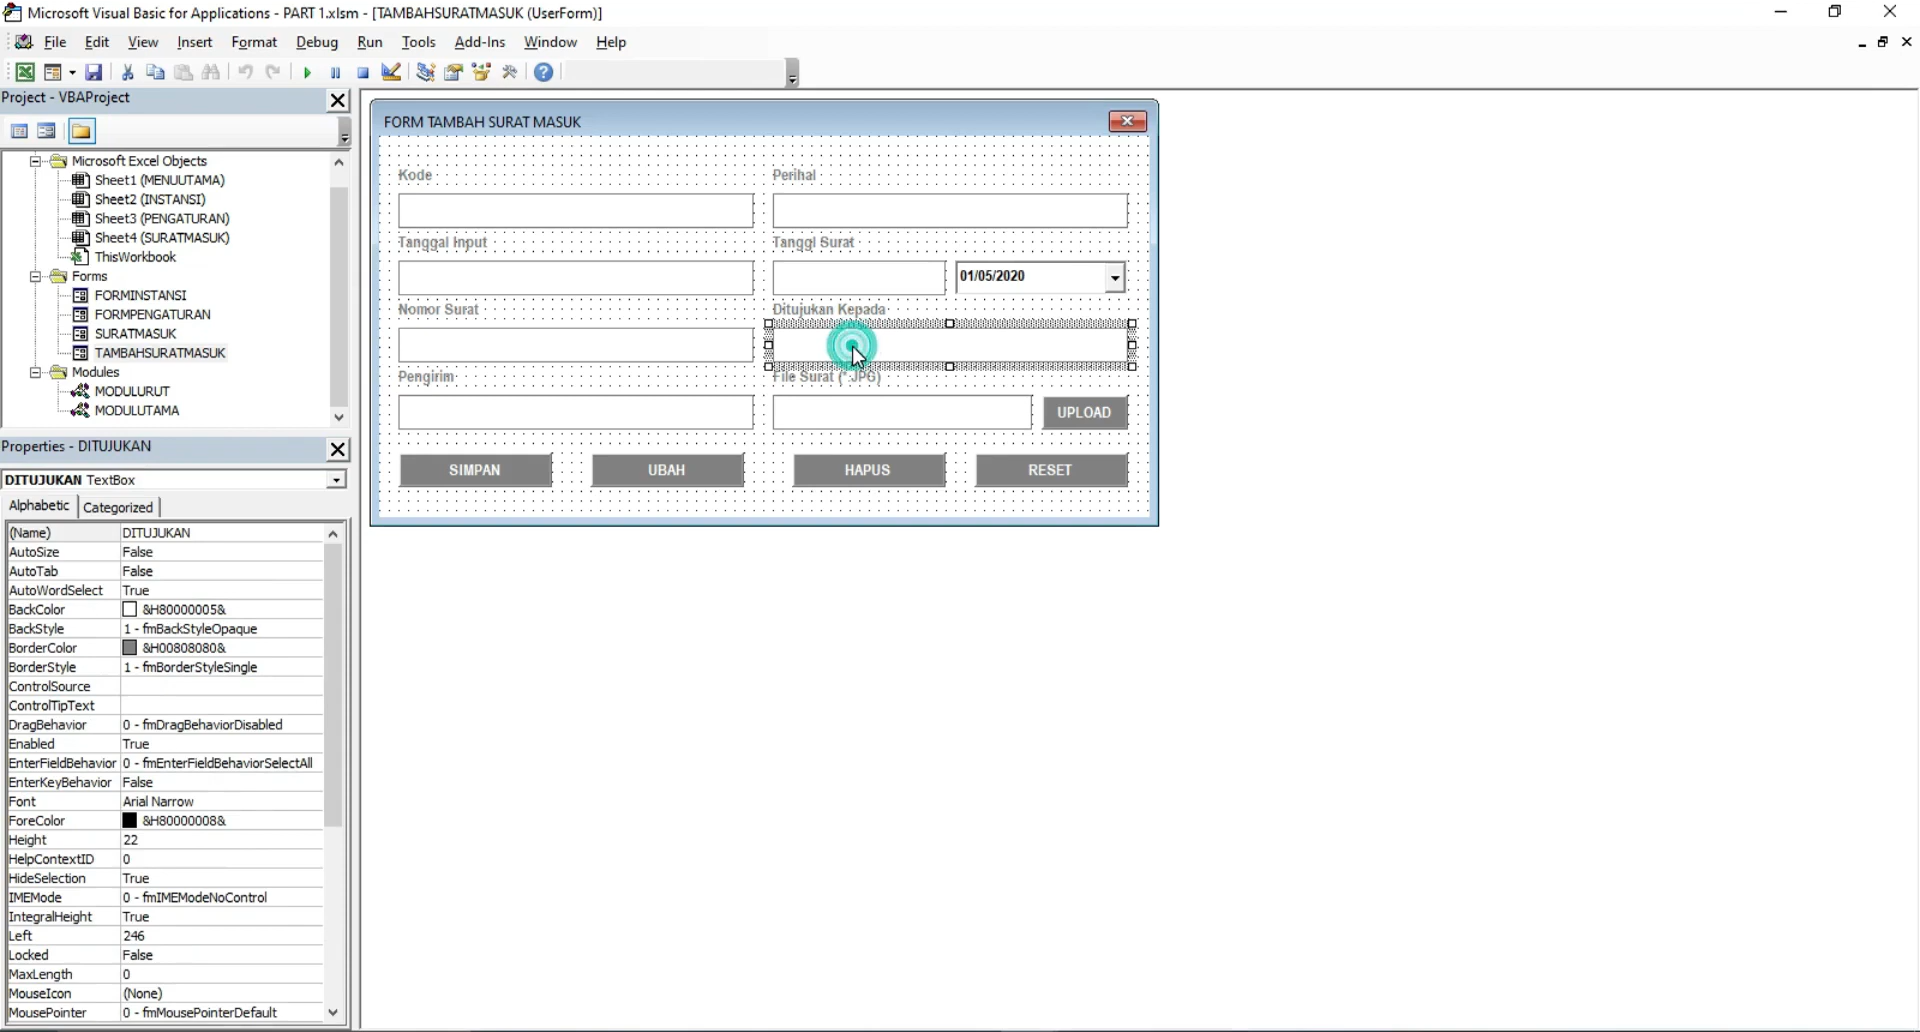 Microsoft Visual Basic for Applications - PART 1.xlsm - [TAMBAHSURATMASUK (UserForm)]
File Edit View Insert Format Debug Run Tools Add-Ins Window Help
Project - VBAProject
Microsoft Excel Objects
Sheet1 (MENUUTAMA)
Sheet2 (INSTANSI)
Sheet3 (PENGATURAN)
Sheet4 (SURATMASUK)
ThisWorkbook
Forms
FORMINSTANSI
FORMPENGATURAN
SURATMASUK
TAMBAHSURATMASUK
Modules
MODULURUT
MODULUTAMA
Properties - DITUJUKAN
DITUJUKAN TextBox
Alphabetic Categorized
(Name) DITUJUKAN
AutoSize False
AutoTab False
AutoWordSelect True
BackColor &H80000005&
BackStyle 1 - fmBackStyleOpaque
BorderColor &H00808080&
BorderStyle 1 - fmBorderStyleSingle
ControlSource
ControlTipText
DragBehavior 0 - fmDragBehaviorDisabled
Enabled True
EnterFieldBehavior 0 - fmEnterFieldBehaviorSelectAll
EnterKeyBehavior False
Font Arial Narrow
ForeColor &H80000008&
Height 22
HelpContextID 0
HideSelection True
IMEMode 0 - fmIMEModeNoControl
IntegralHeight True
Left 246
Locked False
MaxLength 0
MouseIcon (None)
MousePointer 0 - fmMousePointerDefault
FORM TAMBAH SURAT MASUK
Kode Perihal
Tanggal Input Tanggl Surat
01/05/2020
Nomor Surat Ditujukan Kepada
Pengirim File Surat (*.JPG)
UPLOAD
SIMPAN UBAH HAPUS RESET